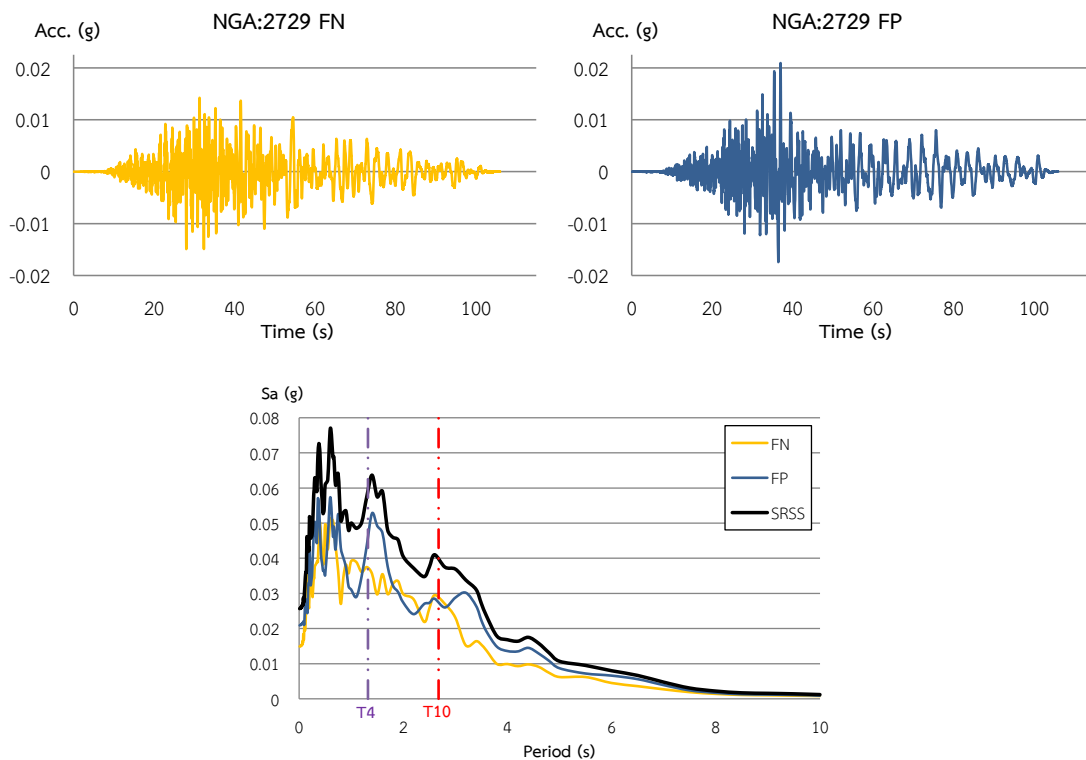 NGA:2729 FN
Acc. (g)
0.02
0.01
0
-0.01
-0.02
0 20 40 60 80 100
Time (s)
NGA:2729 FP
Acc. (g)
0.02
0.01
0
-0.01
-0.02
0 20 40 60 80 100
Time (s)
Sa (g)
0.08
0.07
0.06
0.05
0.04
0.03
0.02
0.01
0
FN
FP
SRSS
T4 T10
0 2 4 6 8 10
Period (s)